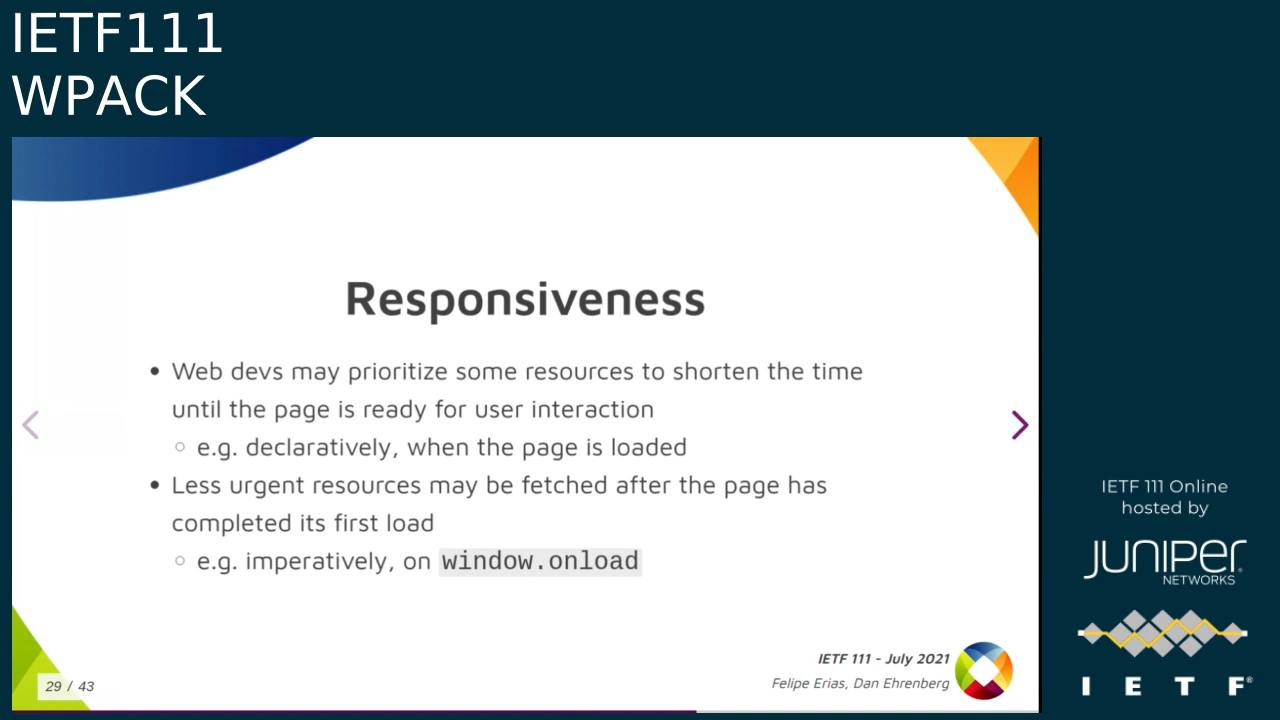 IETF111
WPACK
Responsiveness
• Web devs may prioritize some resources to shorten the time
until the page is ready for user interaction
○ e.g. declaratively, when the page is loaded
• Less urgent resources may be fetched after the page has
completed its first load
○ e.g. imperatively, on window.onload
IETF 111 - July 2021
Felipe Erias, Dan Ehrenberg
29 / 43
IETF 111 Online
hosted by
JUNIPER
NETWORKS
I E T F®